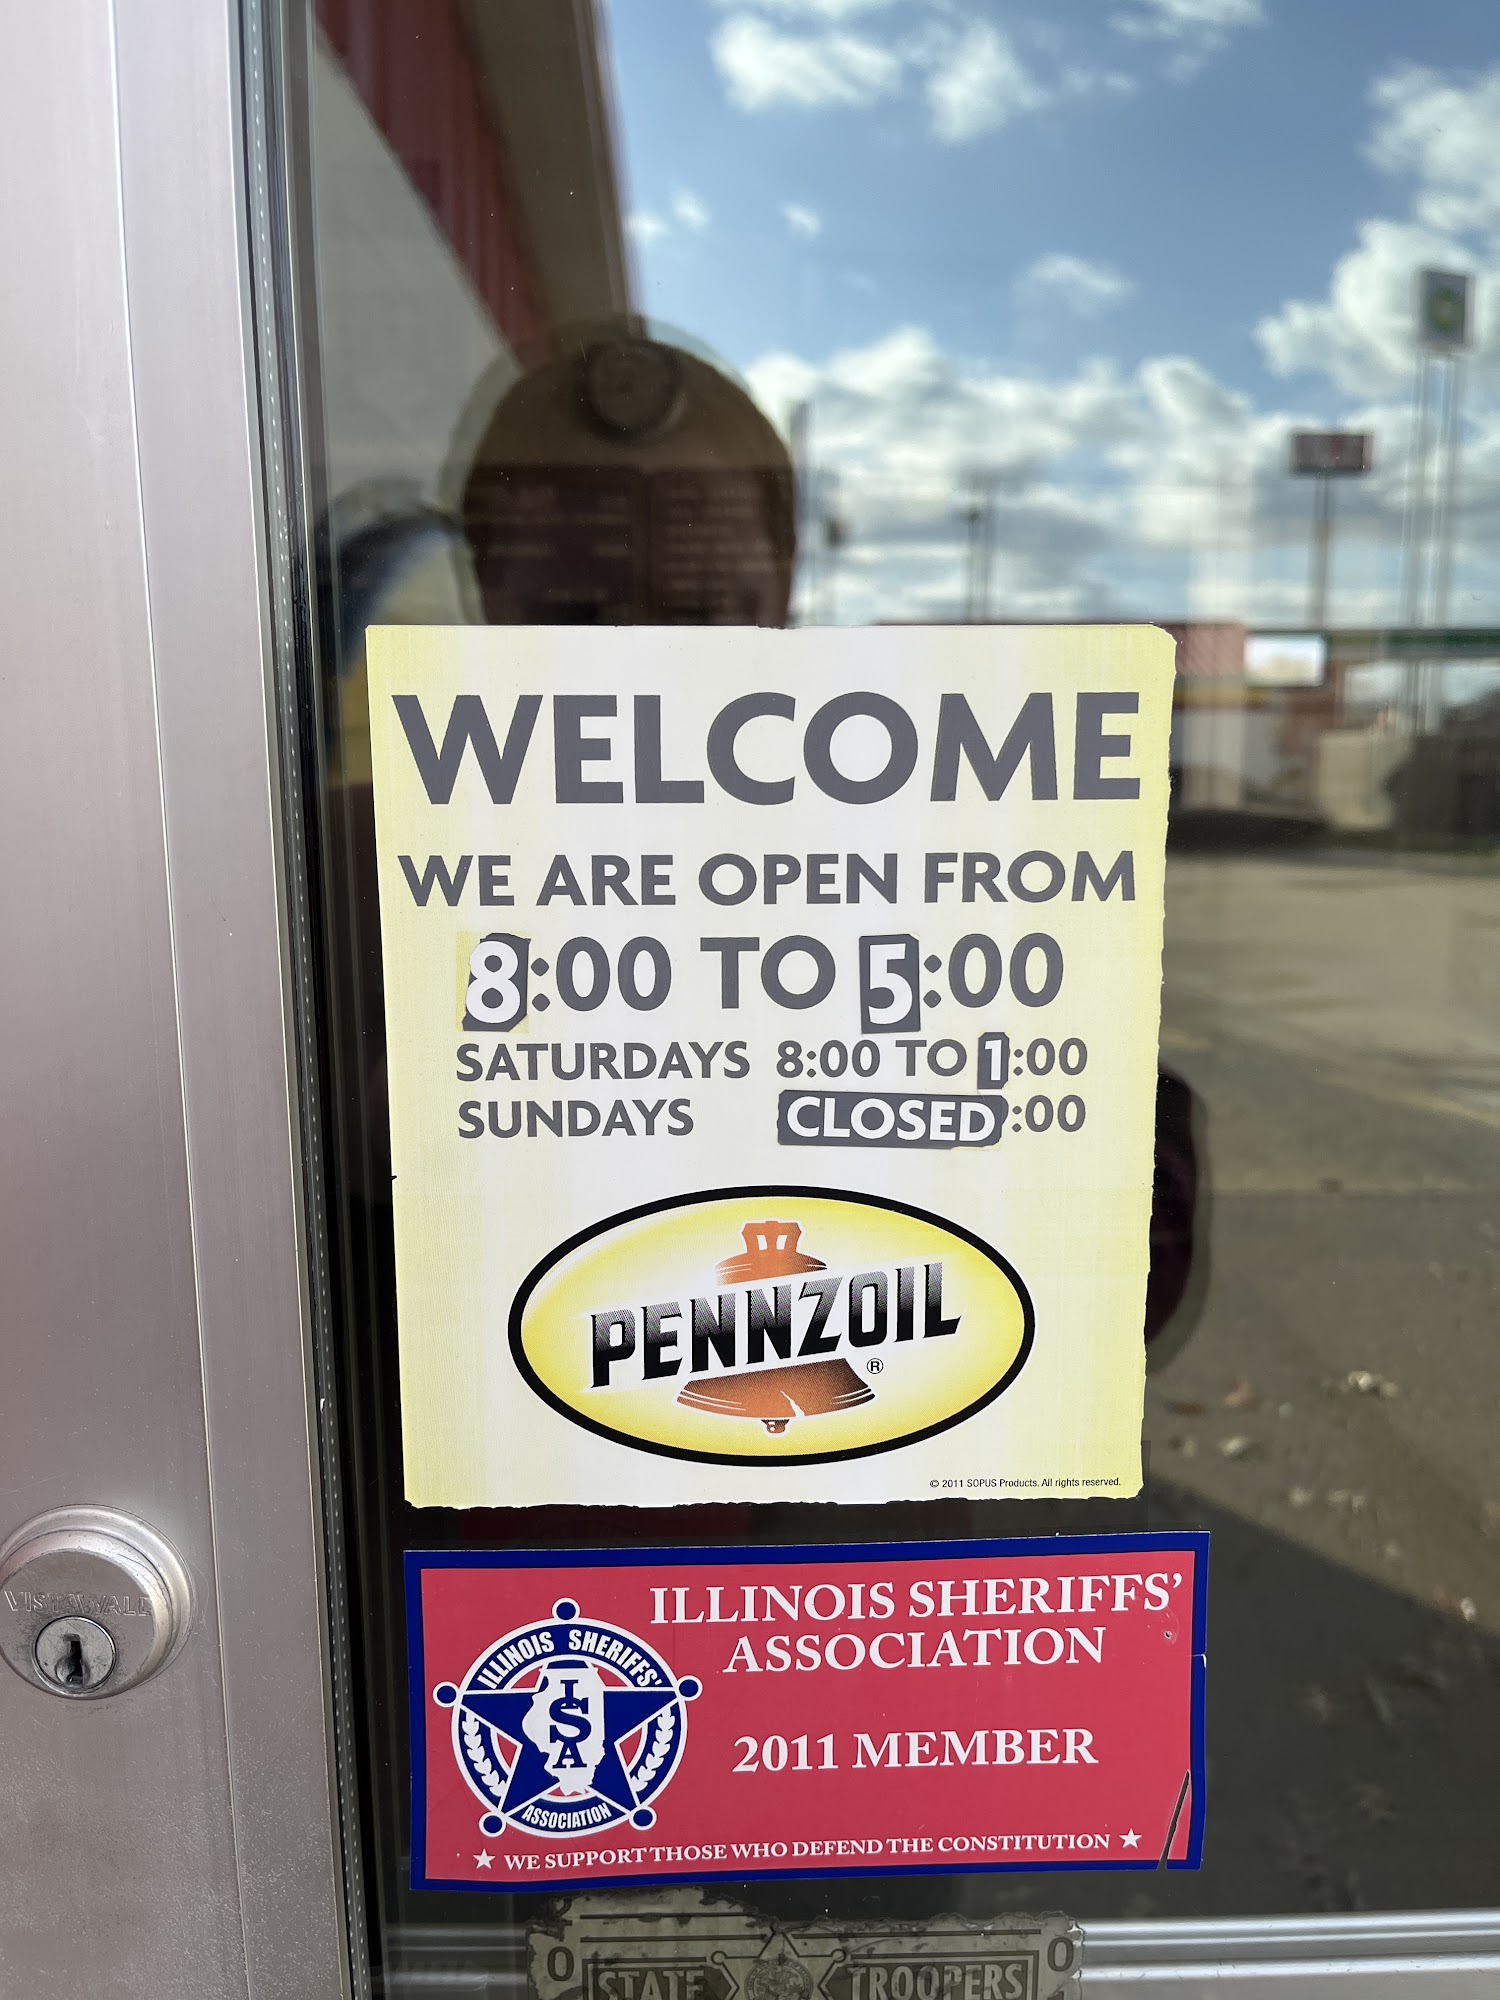 WELCOME
WE ARE OPEN FROM
8:00 TO 5:00
SATURDAYS 8:00 TO 1:00
SUNDAYS CLOSED:00
PENNZOIL
®
© 2011 SOPUS Products. All rights reserved.
ILLINOIS SHERIFFS'
ASSOCIATION
2011 MEMBER
ILLINOIS SHERIFFS'
ISA
ASSOCIATION
★ WE SUPPORT THOSE WHO DEFEND THE CONSTITUTION ★
STATE TROOPERS